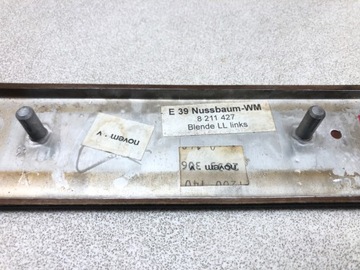 E 39 Nussbaum-WM
8 211 427
Blende LL links
novem v
novem v